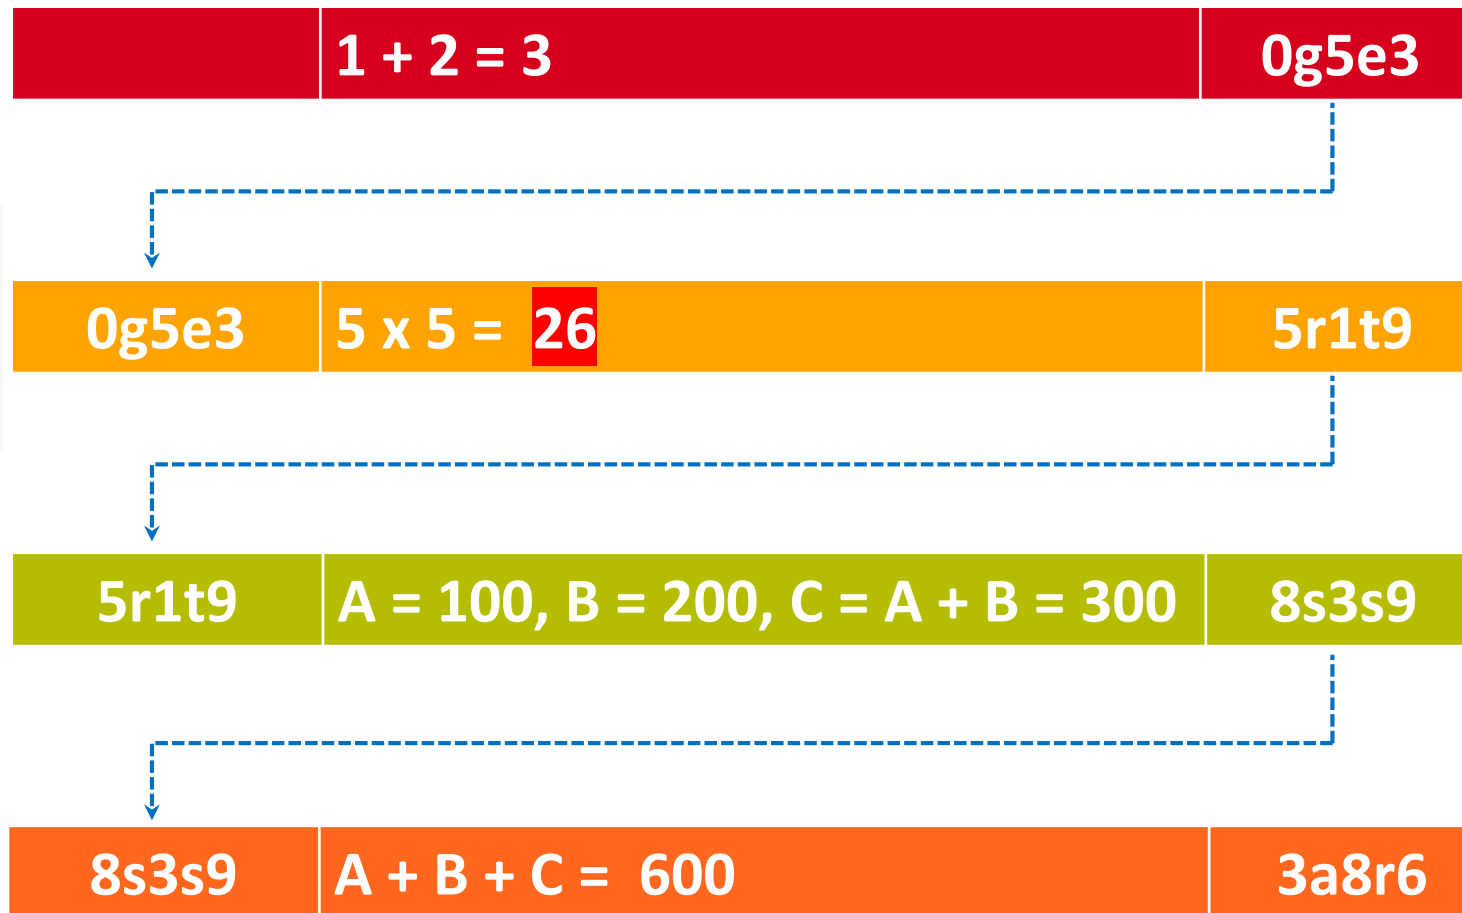 1 + 2 = 3 0g5e3
0g5e3 5 x 5 = 26 5r1t9
5r1t9 A = 100, B = 200, C = A + B = 300 8s3s9
8s3s9 A + B + C = 600 3a8r6